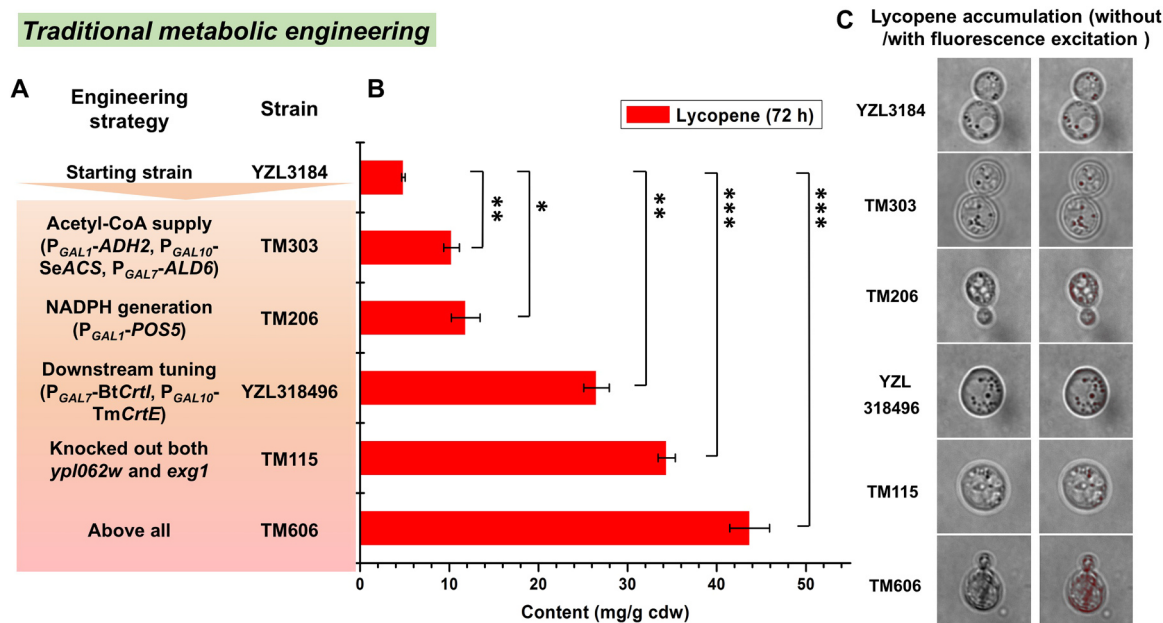 Traditional metabolic engineering
A
Engineering
strategy
Strain
Starting strain
YZL3184
Acetyl-CoA supply
(PGAL1-ADH2, PGAL10-
SeACS, PGAL7-ALD6)
TM303
NADPH generation
(PGAL1-POS5)
TM206
Downstream tuning
(PGAL7-BtCrtI, PGAL10-
TmCrtE)
YZL318496
Knocked out both
ypl062w and exg1
TM115
Above all
TM606
B
Lycopene (72 h)
**
*
**
***
***
0 10 20 30 40 50
Content (mg/g cdw)
C
Lycopene accumulation (without
/with fluorescence excitation )
YZL3184
TM303
TM206
YZL
318496
TM115
TM606